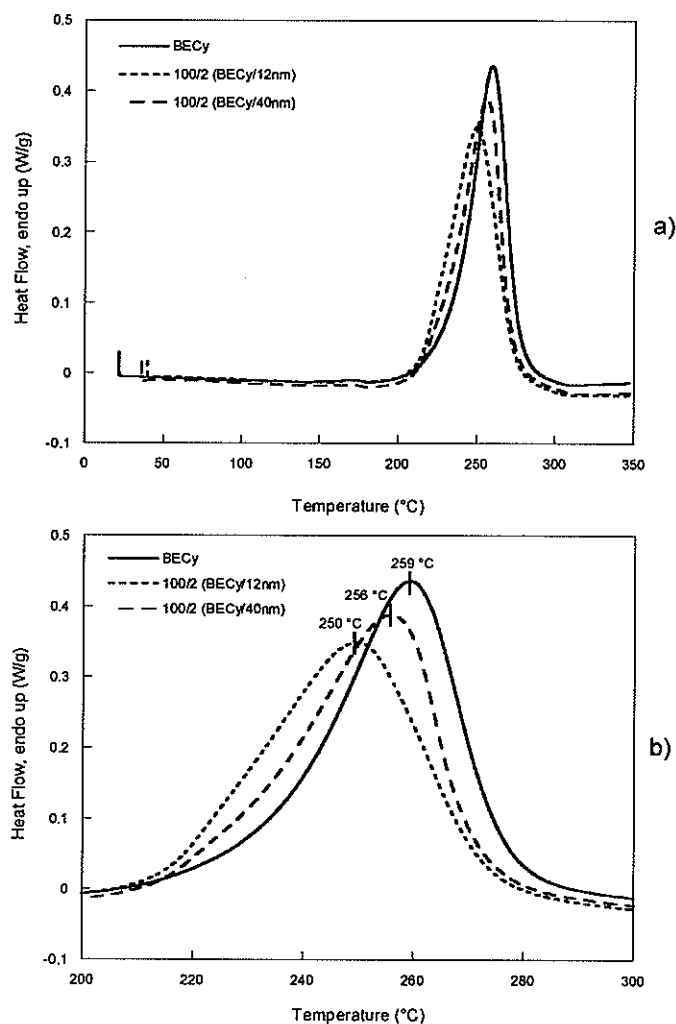 0.5
BECy
100/2 (BECy/12nm)
100/2 (BECy/40nm)
0.4
0.3
0.2
0.1
0
-0.1
Heat Flow, endo up (W/g)
a)
0 50 100 150 200 250 300 350
Temperature (°C)
0.5
BECy
100/2 (BECy/12nm)
100/2 (BECy/40nm)
259 °C
256 °C
250 °C
0.4
0.3
0.2
0.1
0
-0.1
Heat Flow, endo up (W/g)
b)
200 220 240 260 280 300
Temperature (°C)